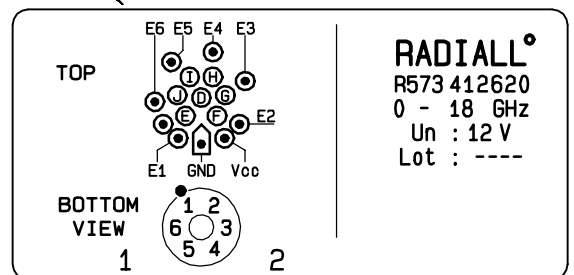 E6 E5 E4 E3
TOP
I H
J D G
E F
E2
E1 GND Vcc
BOTTOM
VIEW
1 2
6 3
5 4
1 2
RADIALL°
R573 412620
0 - 18 GHz
Un : 12 V
Lot : ----